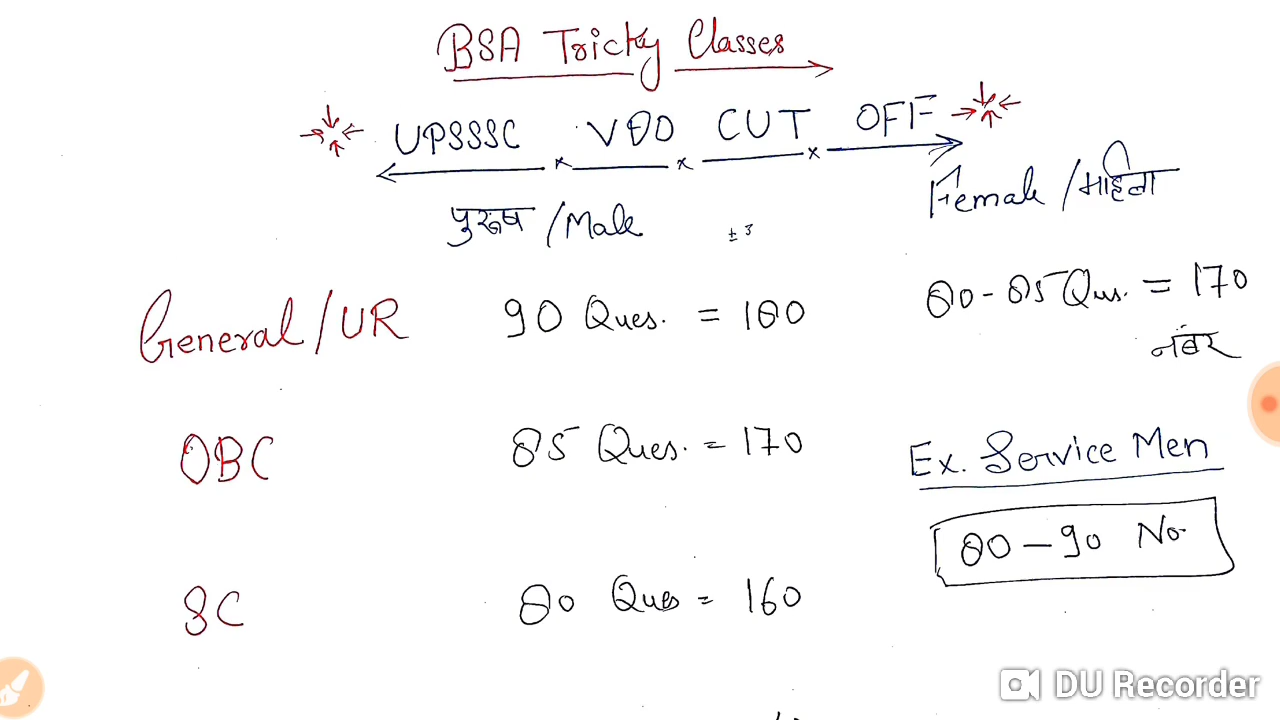 BSA Tricky Classes
UPSSSC VDO CUT OFF
पुरूष /Male ± 3 Female /महिला
General/UR 90 Ques. = 180 80-85 Ques. = 170 नंबर
OBC 85 Ques. = 170 Ex. Service Men
80 – 90 No.
SC 80 Ques = 160
DU Recorder